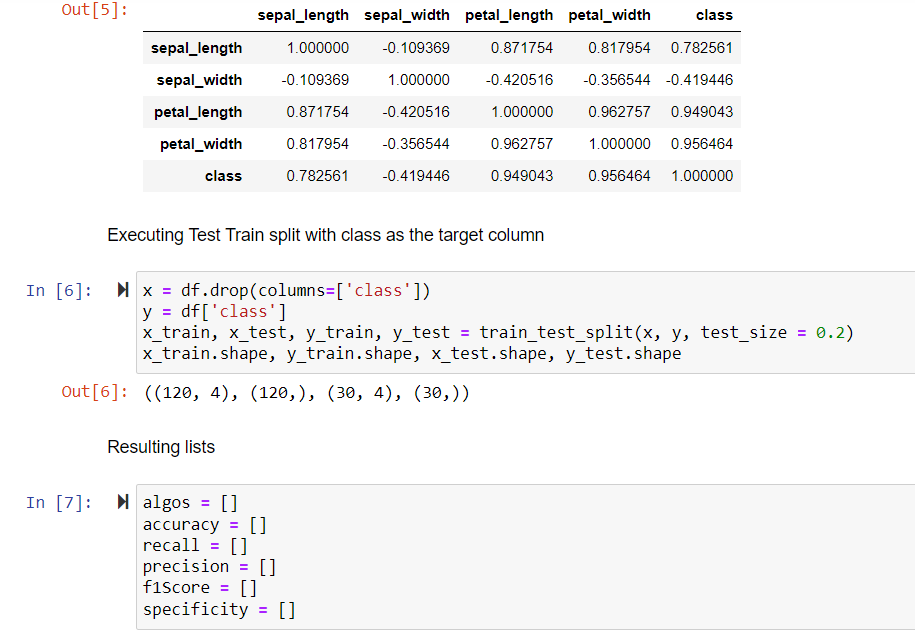 Out[5]:
sepal_length sepal_width petal_length petal_width class
sepal_length 1.000000 -0.109369 0.871754 0.817954 0.782561
sepal_width -0.109369 1.000000 -0.420516 -0.356544 -0.419446
petal_length 0.871754 -0.420516 1.000000 0.962757 0.949043
petal_width 0.817954 -0.356544 0.962757 1.000000 0.956464
class 0.782561 -0.419446 0.949043 0.956464 1.000000
Executing Test Train split with class as the target column
In [6]: x = df.drop(columns=['class'])
y = df['class']
x_train, x_test, y_train, y_test = train_test_split(x, y, test_size = 0.2)
x_train.shape, y_train.shape, x_test.shape, y_test.shape
Out[6]: ((120, 4), (120,), (30, 4), (30,))
Resulting lists
In [7]: algos = []
accuracy = []
recall = []
precision = []
f1Score = []
specificity = []